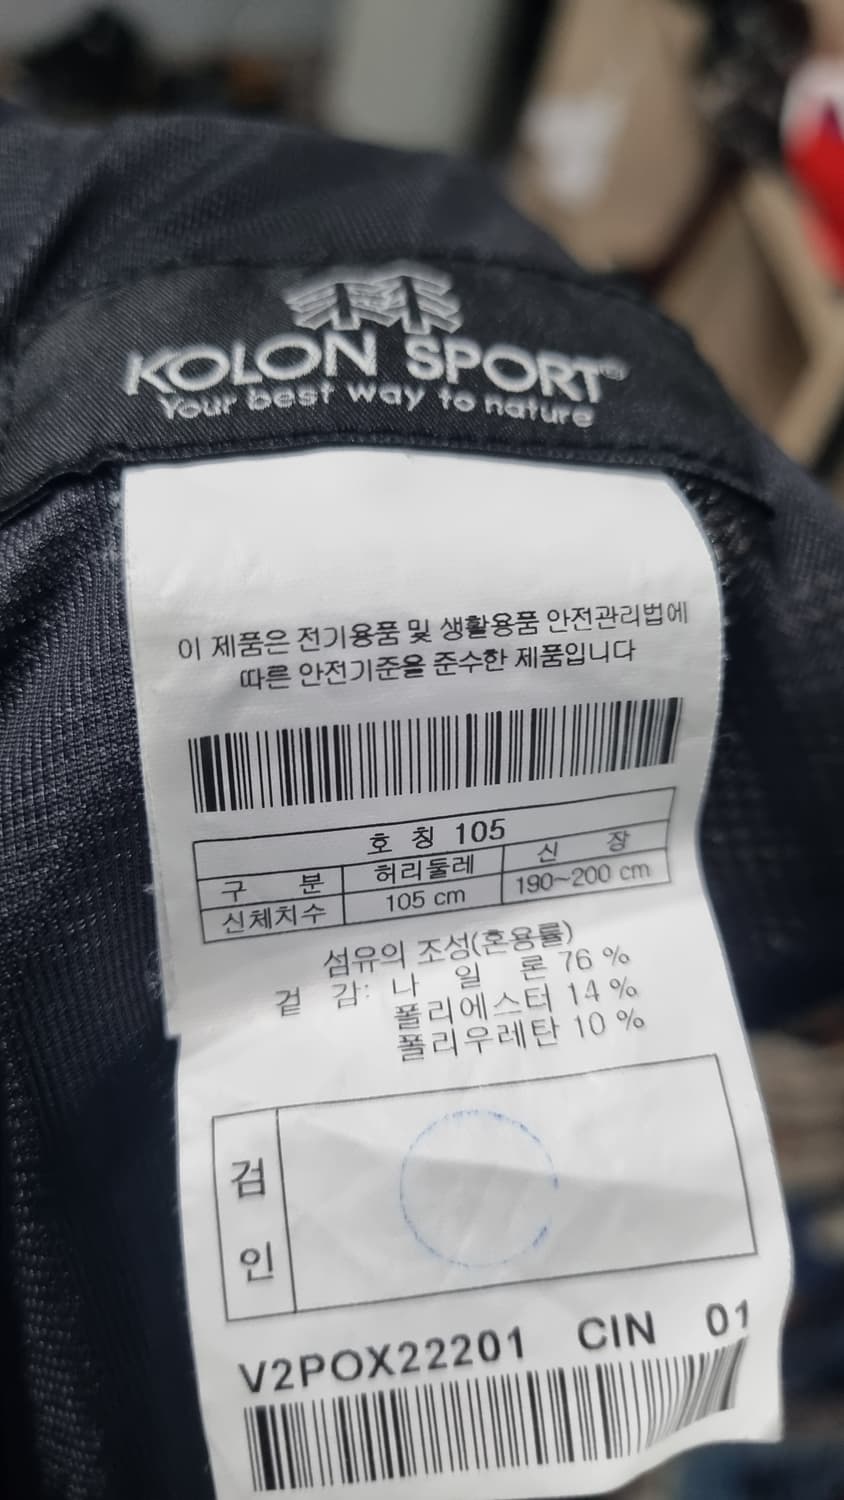 KOLON SPORT®
Your best way to nature
이 제품은 전기용품 및 생활용품 안전관리법에
따른 안전기준을 준수한 제품입니다
호 칭 105
구 분 허리둘레 신 장
신체치수 105 cm 190~200 cm
섬유의 조성(혼용률)
겉 감: 나 일 론 76 %
폴리에스터 14 %
폴리우레탄 10 %
검
인
V2POX22201 CIN 01